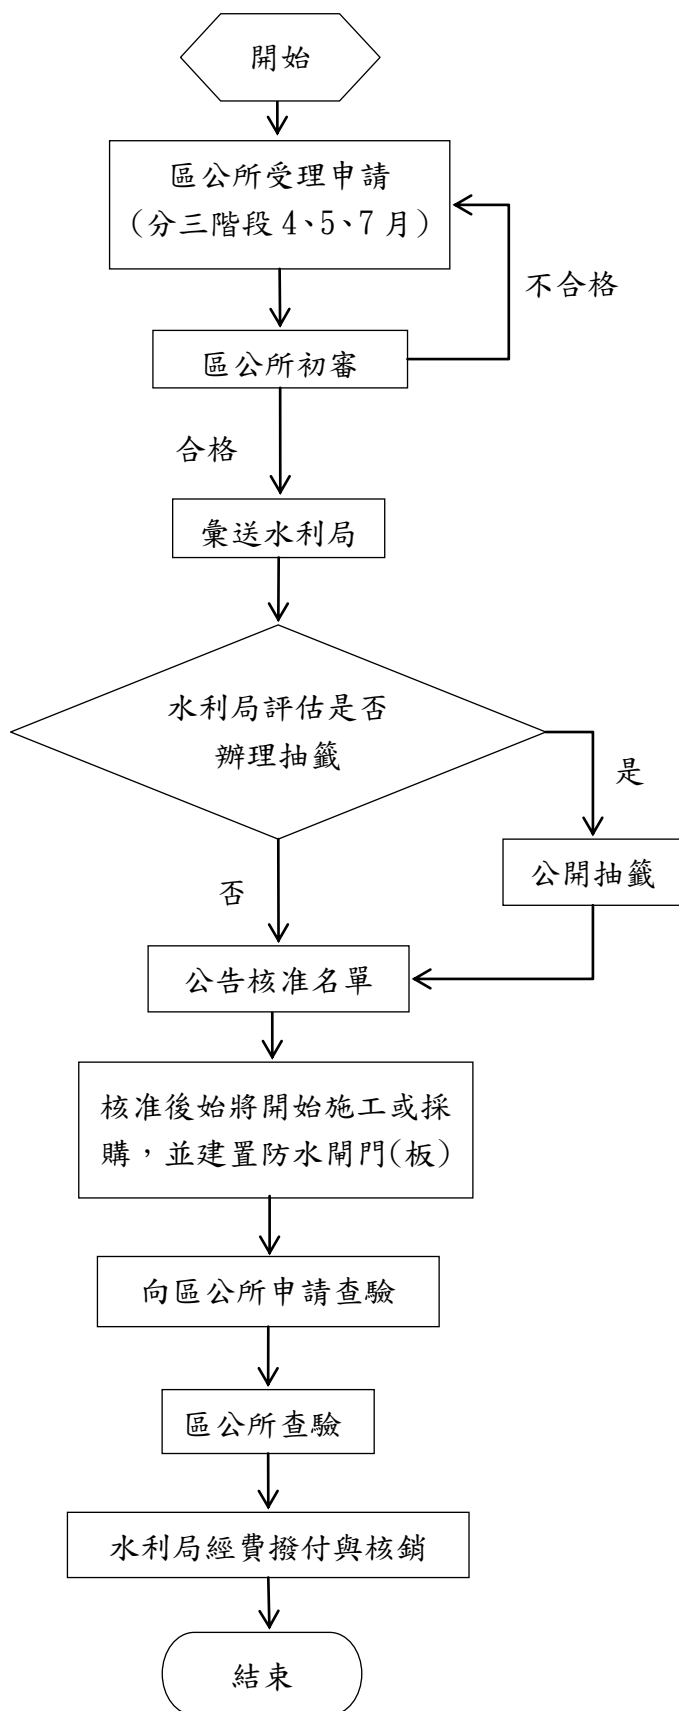 開始
區公所受理申請
(分三階段 4、5、7 月)
不合格
區公所初審
合格
彙送水利局
水利局評估是否
辦理抽籤
是
公開抽籤
否
公告核准名單
核准後始將開始施工或採
購，並建置防水閘門(板)
向區公所申請查驗
區公所查驗
水利局經費撥付與核銷
結束